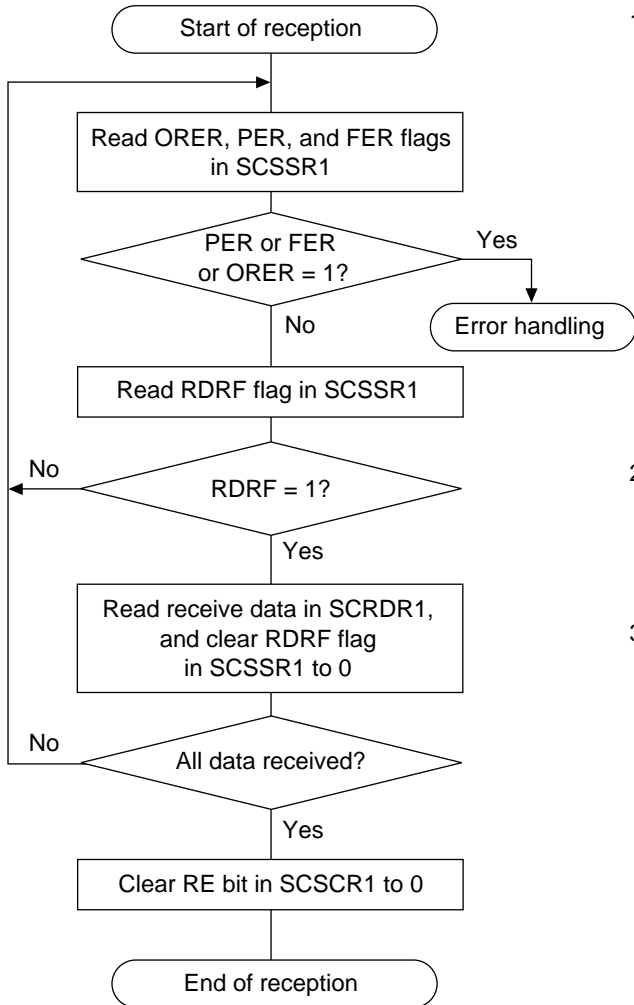 Start of reception
1
Read ORER, PER, and FER flags
in SCSSR1
PER or FER
or ORER = 1?
Yes
No
Error handling
Read RDRF flag in SCSSR1
No
RDRF = 1?
2
Yes
Read receive data in SCRDR1,
and clear RDRF flag
in SCSSR1 to 0
3
No
All data received?
Yes
Clear RE bit in SCSCR1 to 0
End of reception